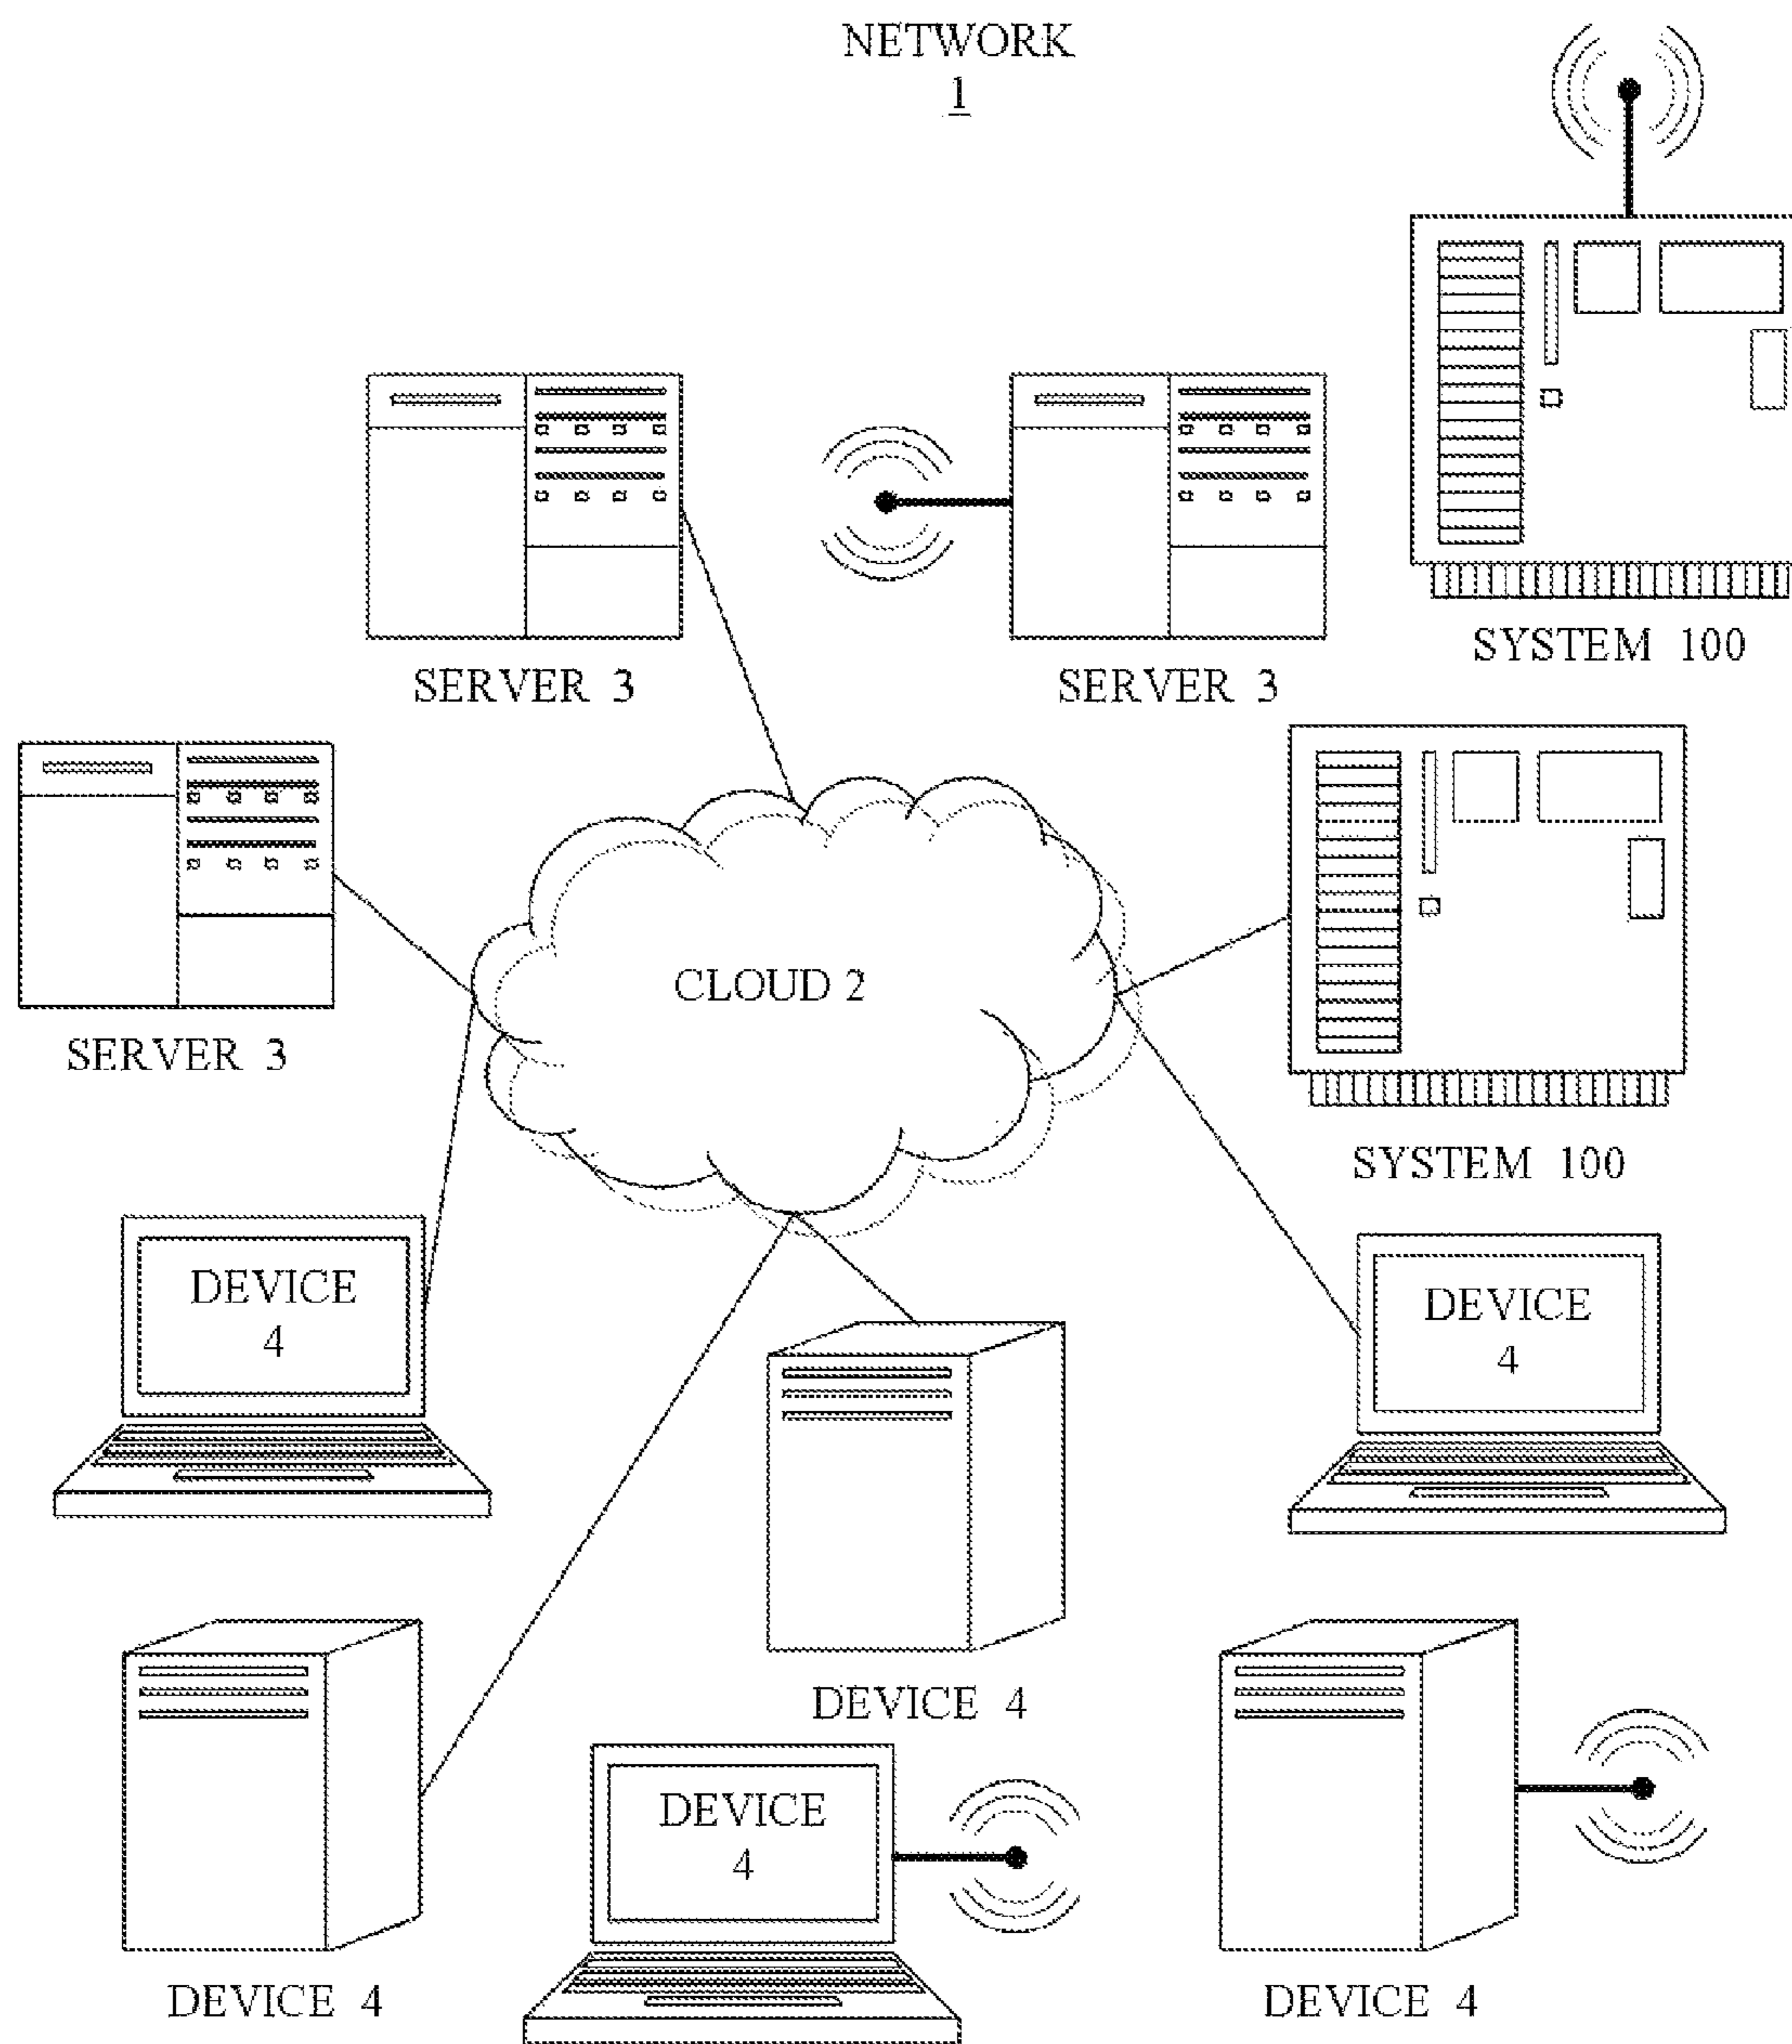 NETWORK
1
SERVER 3
SERVER 3
SYSTEM 100
SERVER 3
CLOUD 2
SYSTEM 100
DEVICE
4
DEVICE
4
DEVICE 4
DEVICE 4
DEVICE
4
DEVICE 4